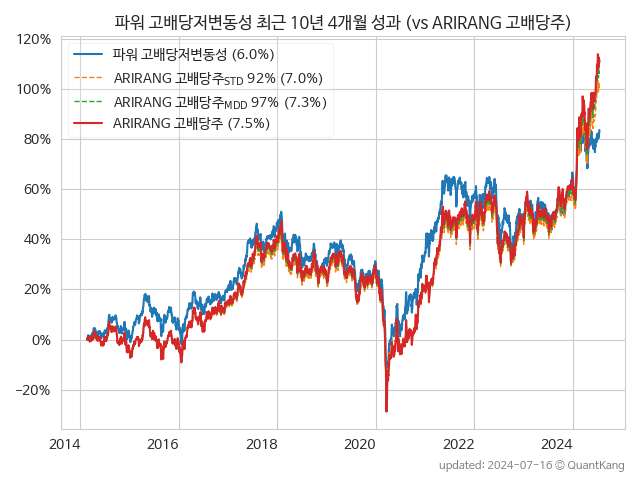 파워 고배당저변동성 최근 10년 4개월 성과 (vs ARIRANG 고배당주)
120%
100%
80%
60%
40%
20%
0%
−20%
파워 고배당저변동성 (6.0%)
ARIRANG 고배당주STD 92% (7.0%)
ARIRANG 고배당주MDD 97% (7.3%)
ARIRANG 고배당주 (7.5%)
2014 2016 2018 2020 2022 2024
updated: 2024-07-16 © QuantKang